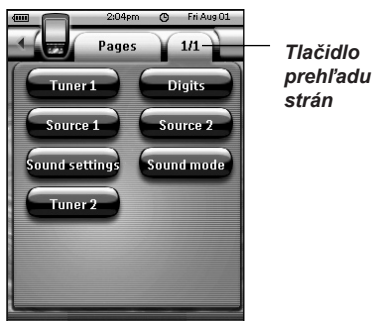 2:04pm Fri Aug 01
Pages 1/1
Tlačidlo
prehľadu
strán
Tuner 1 Digits
Source 1 Source 2
Sound settings Sound mode
Tuner 2